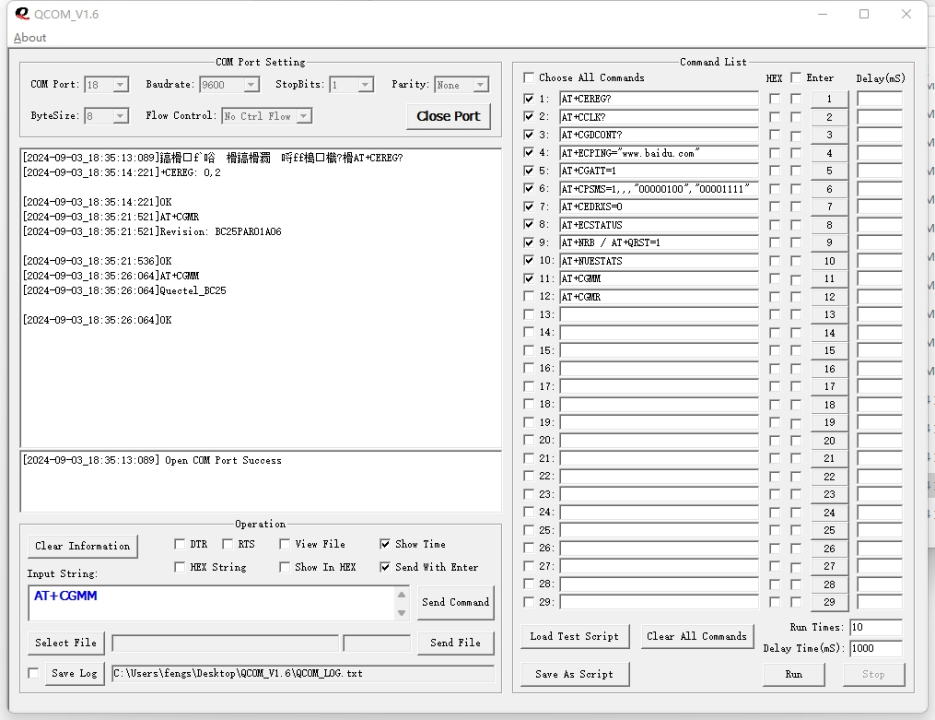 QCOM_V1.6
About
COM Port Setting
COM Port: 18 Baudrate: 9600 StopBits: 1 Parity: None
ByteSize: 8 Flow Control: No Ctrl Flow Close Port
[2024-09-03_18:35:13:089] AT+CEREG?
[2024-09-03_18:35:14:221]+CEREG: 0,2
[2024-09-03_18:35:14:221]OK
[2024-09-03_18:35:21:521]AT+CGMR
[2024-09-03_18:35:21:521]Revision: BC25PAR01A06
[2024-09-03_18:35:21:536]OK
[2024-09-03_18:35:26:064]AT+CGMM
[2024-09-03_18:35:26:064]Quectel_BC25
[2024-09-03_18:35:26:064]OK
[2024-09-03_18:35:13:089] Open COM Port Success
Operation
Clear Information DTR RTS View File Show Time
HEX String Show In HEX Send With Enter
Input String:
AT+CGMM
Send Command
Select File Send File
Save Log C:\Users\fengs\Desktop\QCOM_V1.6\QCOM_LOG.txt
Command List
Choose All Commands HEX Enter Delay(mS)
1: AT+CEREG? 1
2: AT+CCLK? 2
3: AT+CGDCONT? 3
4: AT+ECPING="www.baidu.com" 4
5: AT+CGATT=1 5
6: AT+CPSMS=1,,,"00000100","00001111" 6
7: AT+CEDRXS=0 7
8: AT+ECSTATUS 8
9: AT+NRB / AT+QRST=1 9
10: AT+NUESTATS 10
11: AT+CGMM 11
12: AT+CGMR 12
13: 13
14: 14
15: 15
16: 16
17: 17
18: 18
19: 19
20: 20
21: 21
22: 22
23: 23
24: 24
25: 25
26: 26
27: 27
28: 28
29: 29
Run Times: 10
Load Test Script Clear All Commands
Delay Time(mS): 1000
Save As Script Run Stop